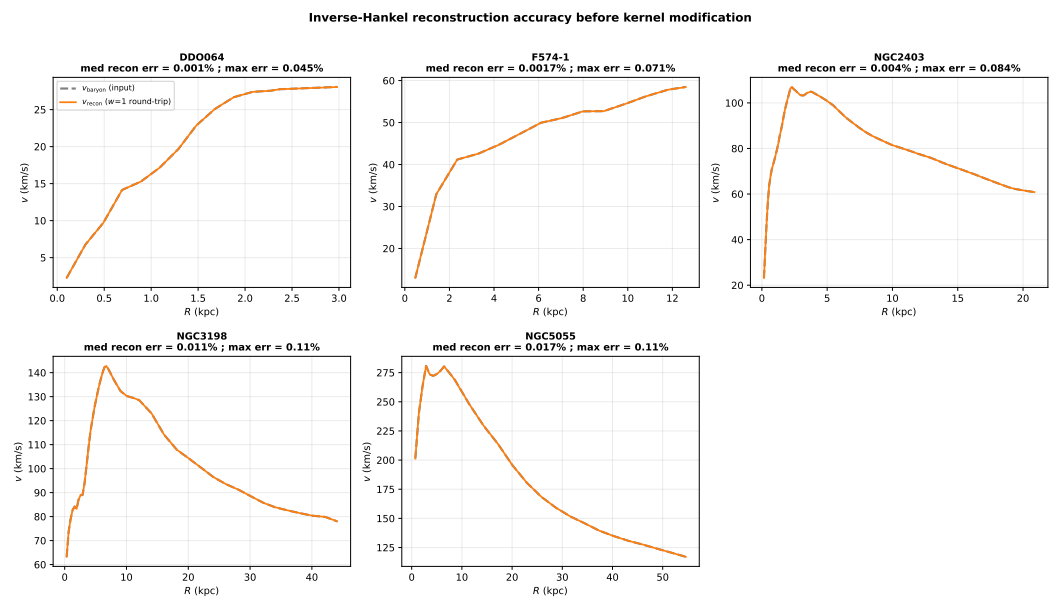 Inverse-Hankel reconstruction accuracy before kernel modification
DDO064
med recon err = 0.001% ; max err = 0.045%
v_baryon (input)
v_recon (w=1 round-trip)
v (km/s)
25
20
15
10
5
0.0 0.5 1.0 1.5 2.0 2.5 3.0
R (kpc)
F574-1
med recon err = 0.0017% ; max err = 0.071%
v (km/s)
60
50
40
30
20
0 2 4 6 8 10 12
R (kpc)
NGC2403
med recon err = 0.004% ; max err = 0.084%
v (km/s)
100
80
60
40
20
0 5 10 15 20
R (kpc)
NGC3198
med recon err = 0.011% ; max err = 0.11%
v (km/s)
140
130
120
110
100
90
80
70
60
0 10 20 30 40
R (kpc)
NGC5055
med recon err = 0.017% ; max err = 0.11%
v (km/s)
275
250
225
200
175
150
125
0 10 20 30 40 50
R (kpc)